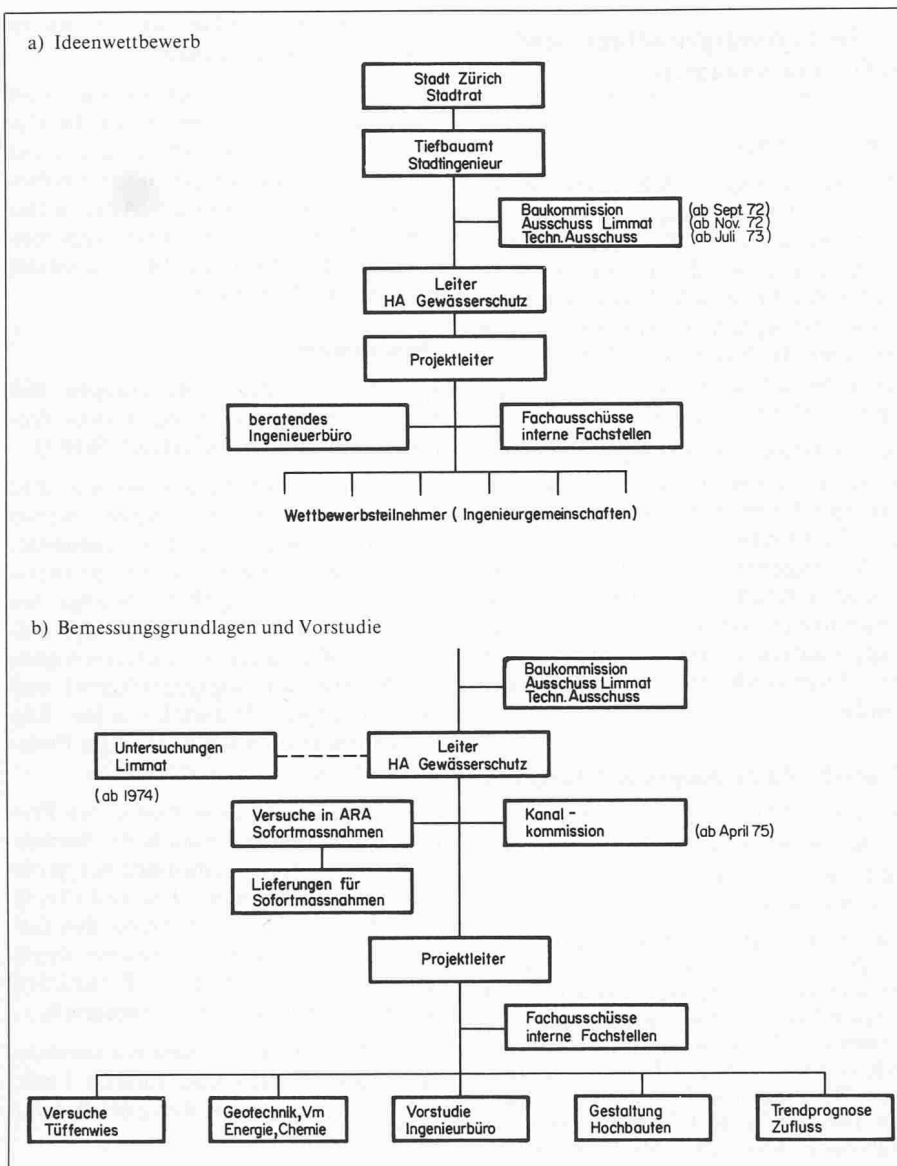 a) Ideenwettbewerb
Stadt Zürich
Stadtrat
Tiefbauamt
Stadtingenieur
Baukommission (ab Sept. 72)
Ausschuss Limmat (ab Nov. 72)
Techn. Ausschuss (ab Juli 73)
Leiter
HA Gewässerschutz
Projektleiter
beratendes
Ingenieurbüro
Fachausschüsse
interne Fachstellen
Wettbewerbsteilnehmer ( Ingenieurgemeinschaften)
b) Bemessungsgrundlagen und Vorstudie
Baukommission
Ausschuss Limmat
Techn. Ausschuss
Untersuchungen
Limmat
(ab 1974)
Leiter
HA Gewässerschutz
Versuche in ARA
Sofortmassnahmen
Kanal -
kommission
(ab April 75)
Lieferungen für
Sofortmassnahmen
Projektleiter
Fachausschüsse
interne Fachstellen
Versuche
Tüffenwies
Geotechnik, Vm
Energie, Chemie
Vorstudie
Ingenieurbüro
Gestaltung
Hochbauten
Trendprognose
Zufluss